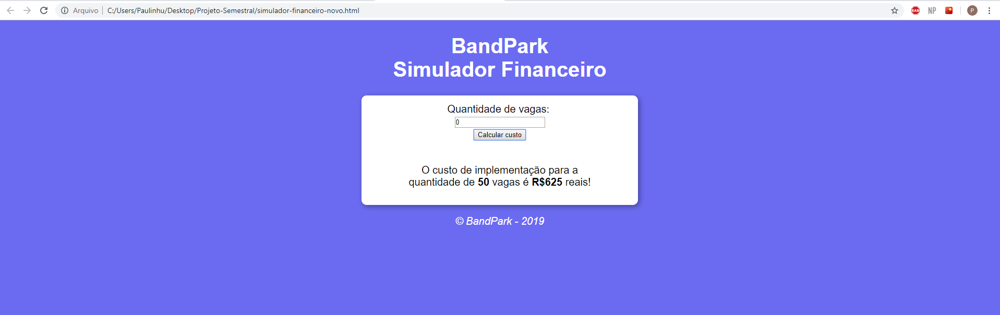 Arquivo | C:/Users/Paulinhu/Desktop/Projeto-Semestral/simulador-financeiro-novo.html
EAB
NP
P
BandPark
Simulador Financeiro
Quantidade de vagas:
0
Calcular custo
O custo de implementação para a
quantidade de 50 vagas é R$625 reais!
© BandPark - 2019